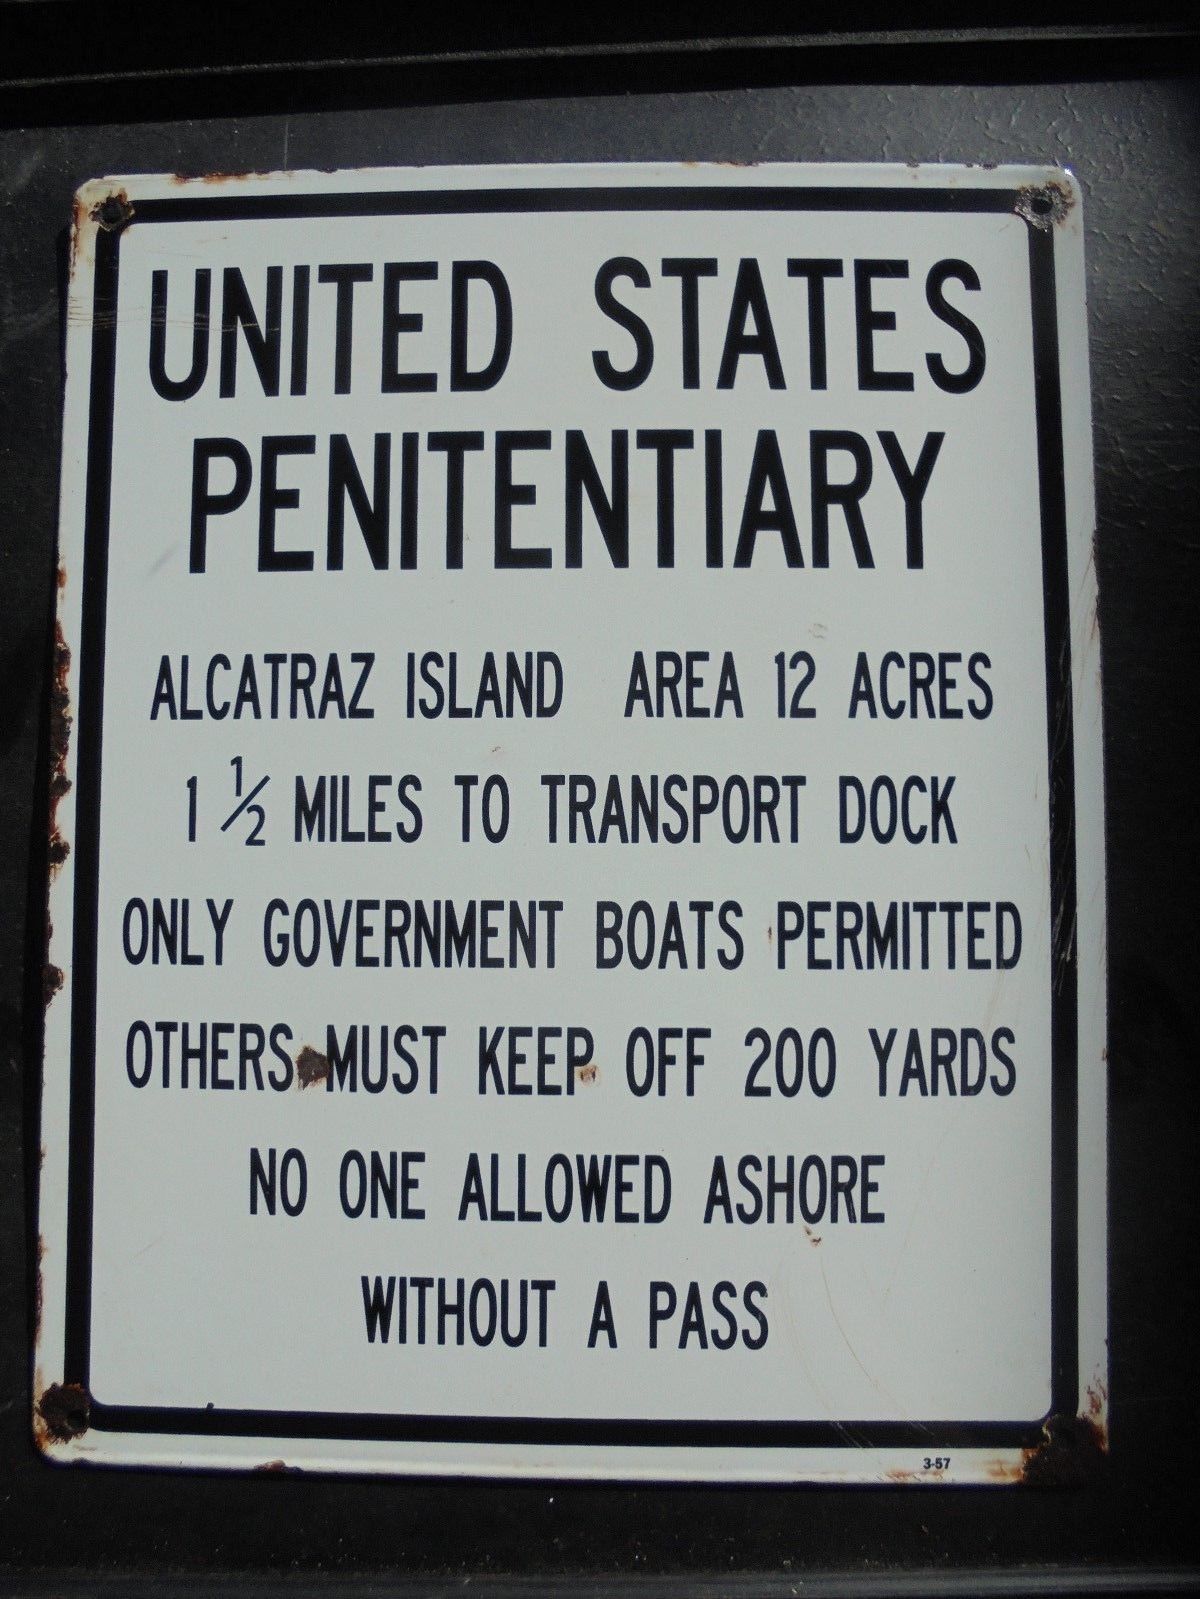 UNITED STATES
PENITENTIARY
ALCATRAZ ISLAND AREA 12 ACRES
1 1/2 MILES TO TRANSPORT DOCK
ONLY GOVERNMENT BOATS PERMITTED
OTHERS MUST KEEP OFF 200 YARDS
NO ONE ALLOWED ASHORE
WITHOUT A PASS
3-57